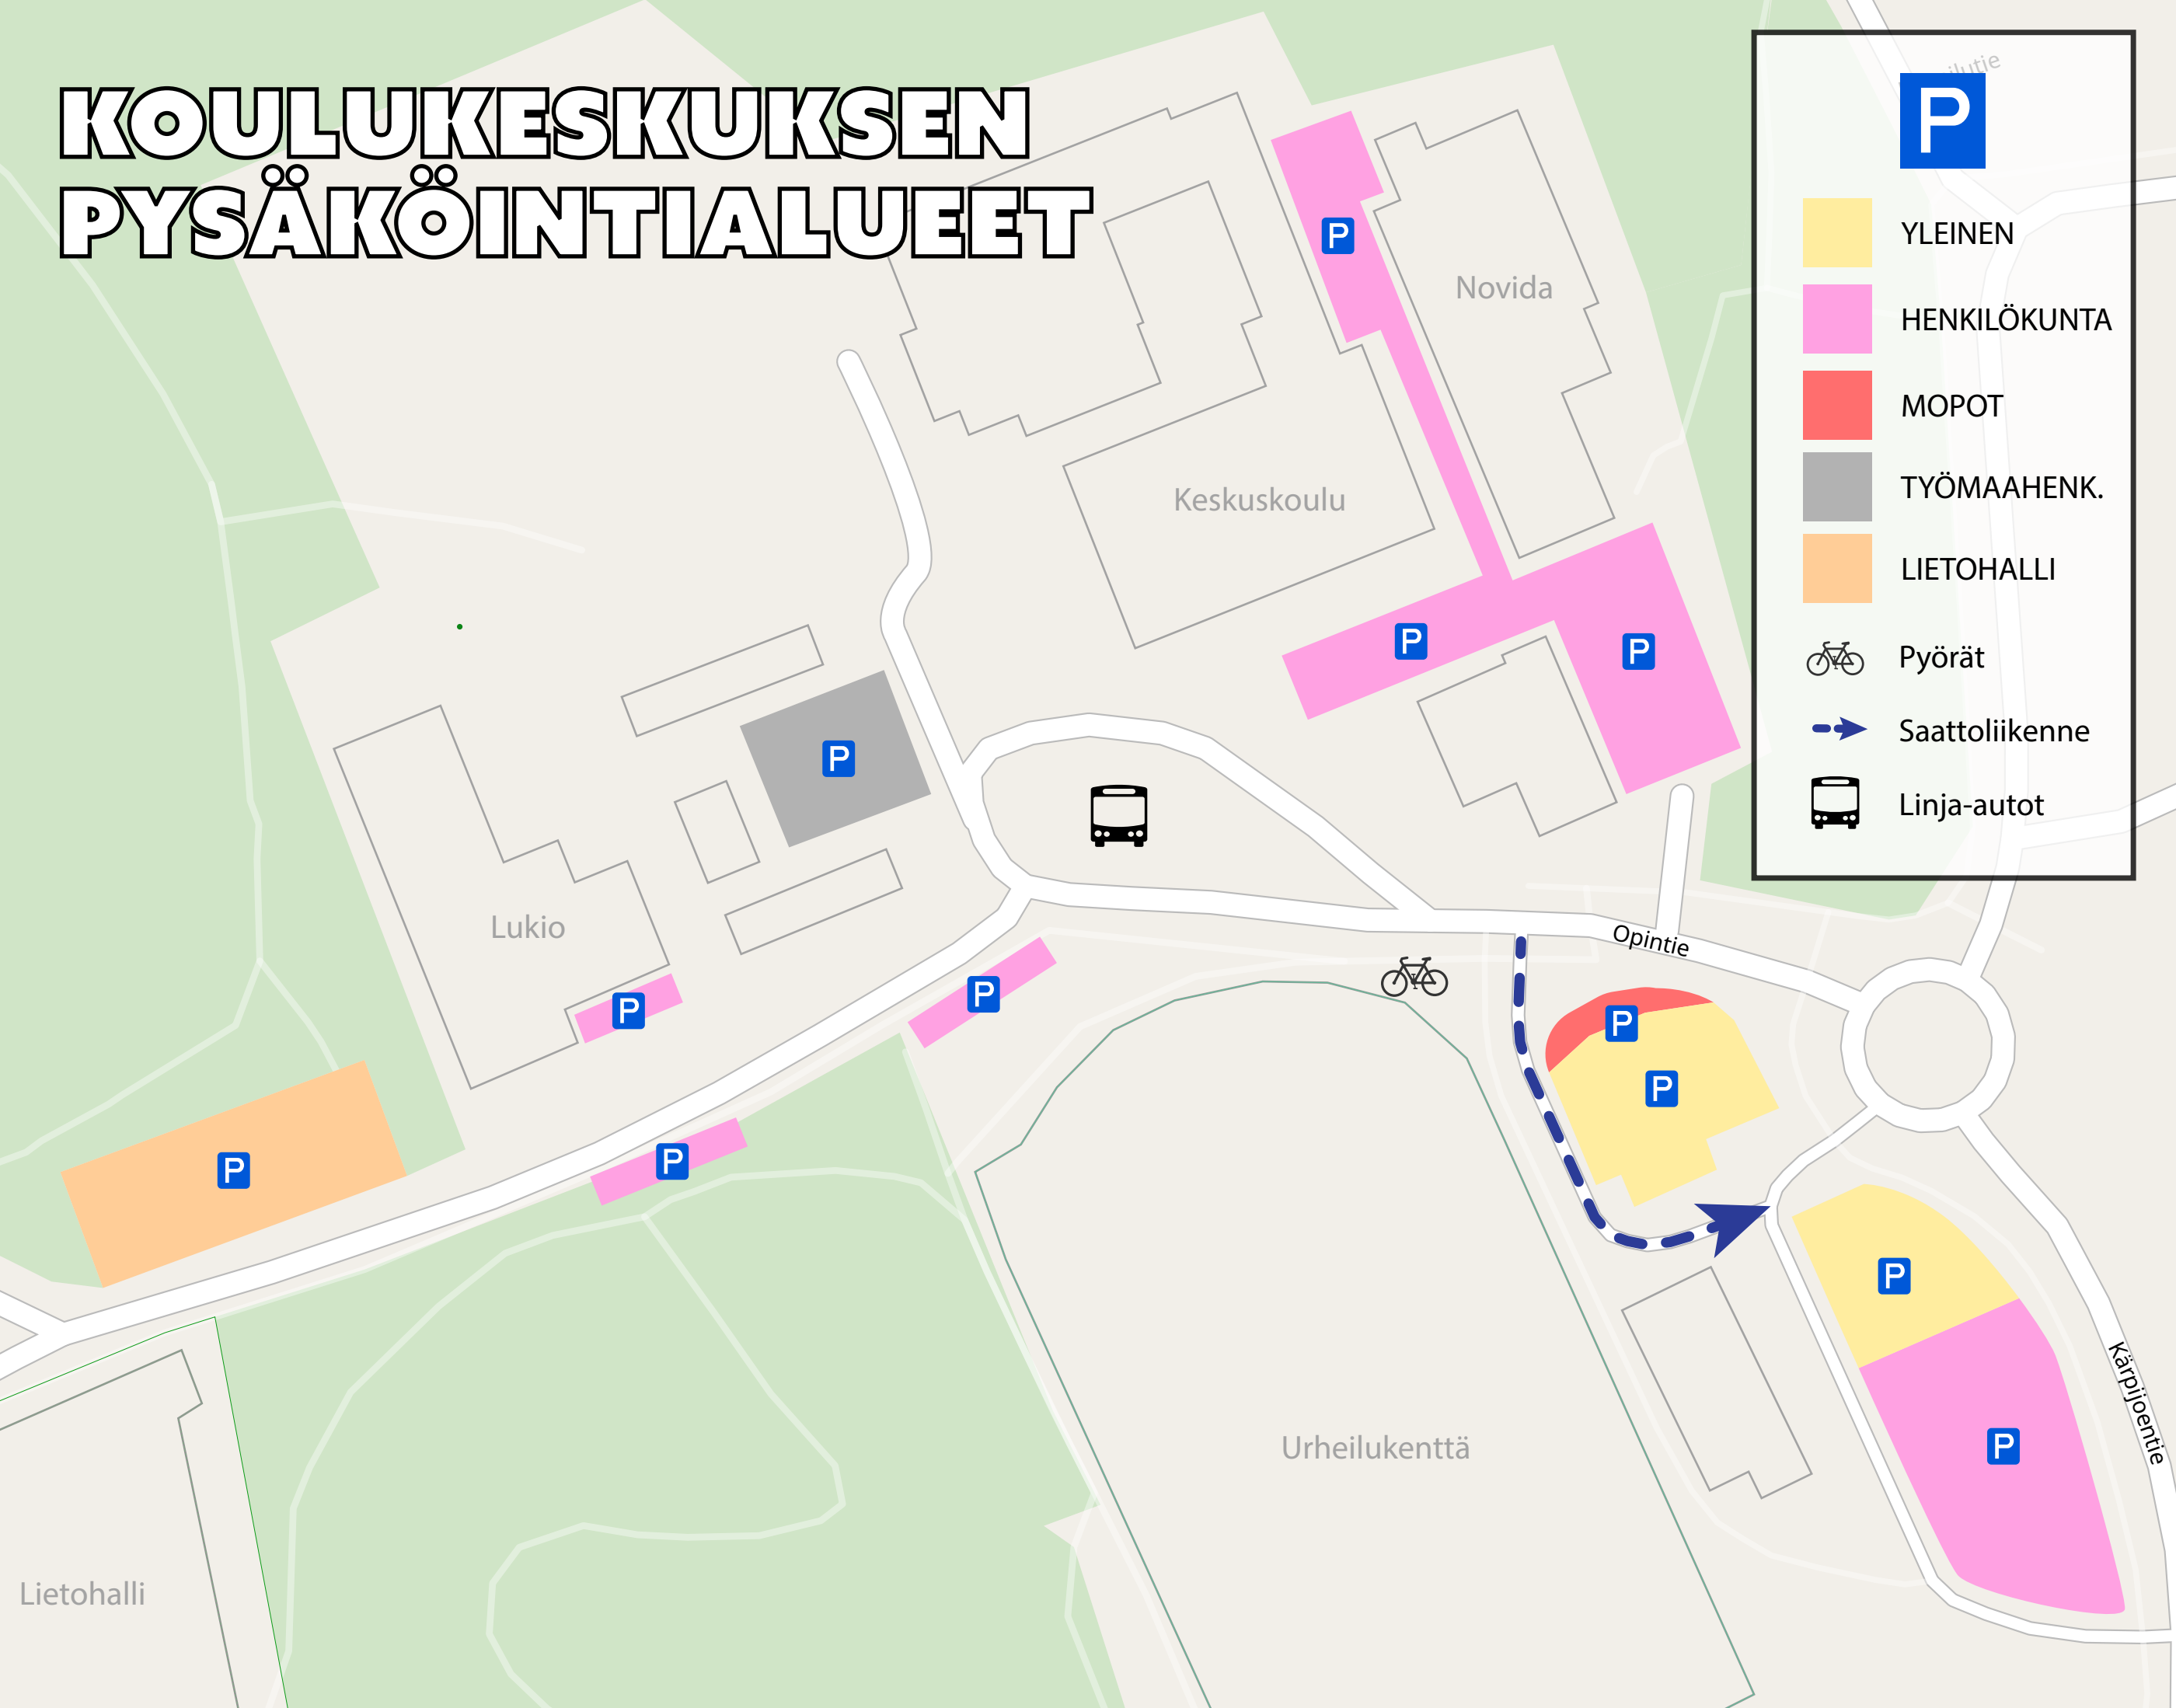 KOULUKESKUKSEN
PYSÄKÖINTIALUEET
P
YLEINEN
HENKILÖKUNTA
MOPOT
TYÖMAAHENK.
LIETOHALLI
Pyörät
Saattoliikenne
Linja-autot
P
Novida
Keskuskoulu
P
P
P
Lukio
Opintie
P
P
P
P
P
P
P
Kärpijoentie
P
Urheilukenttä
Lietohalli